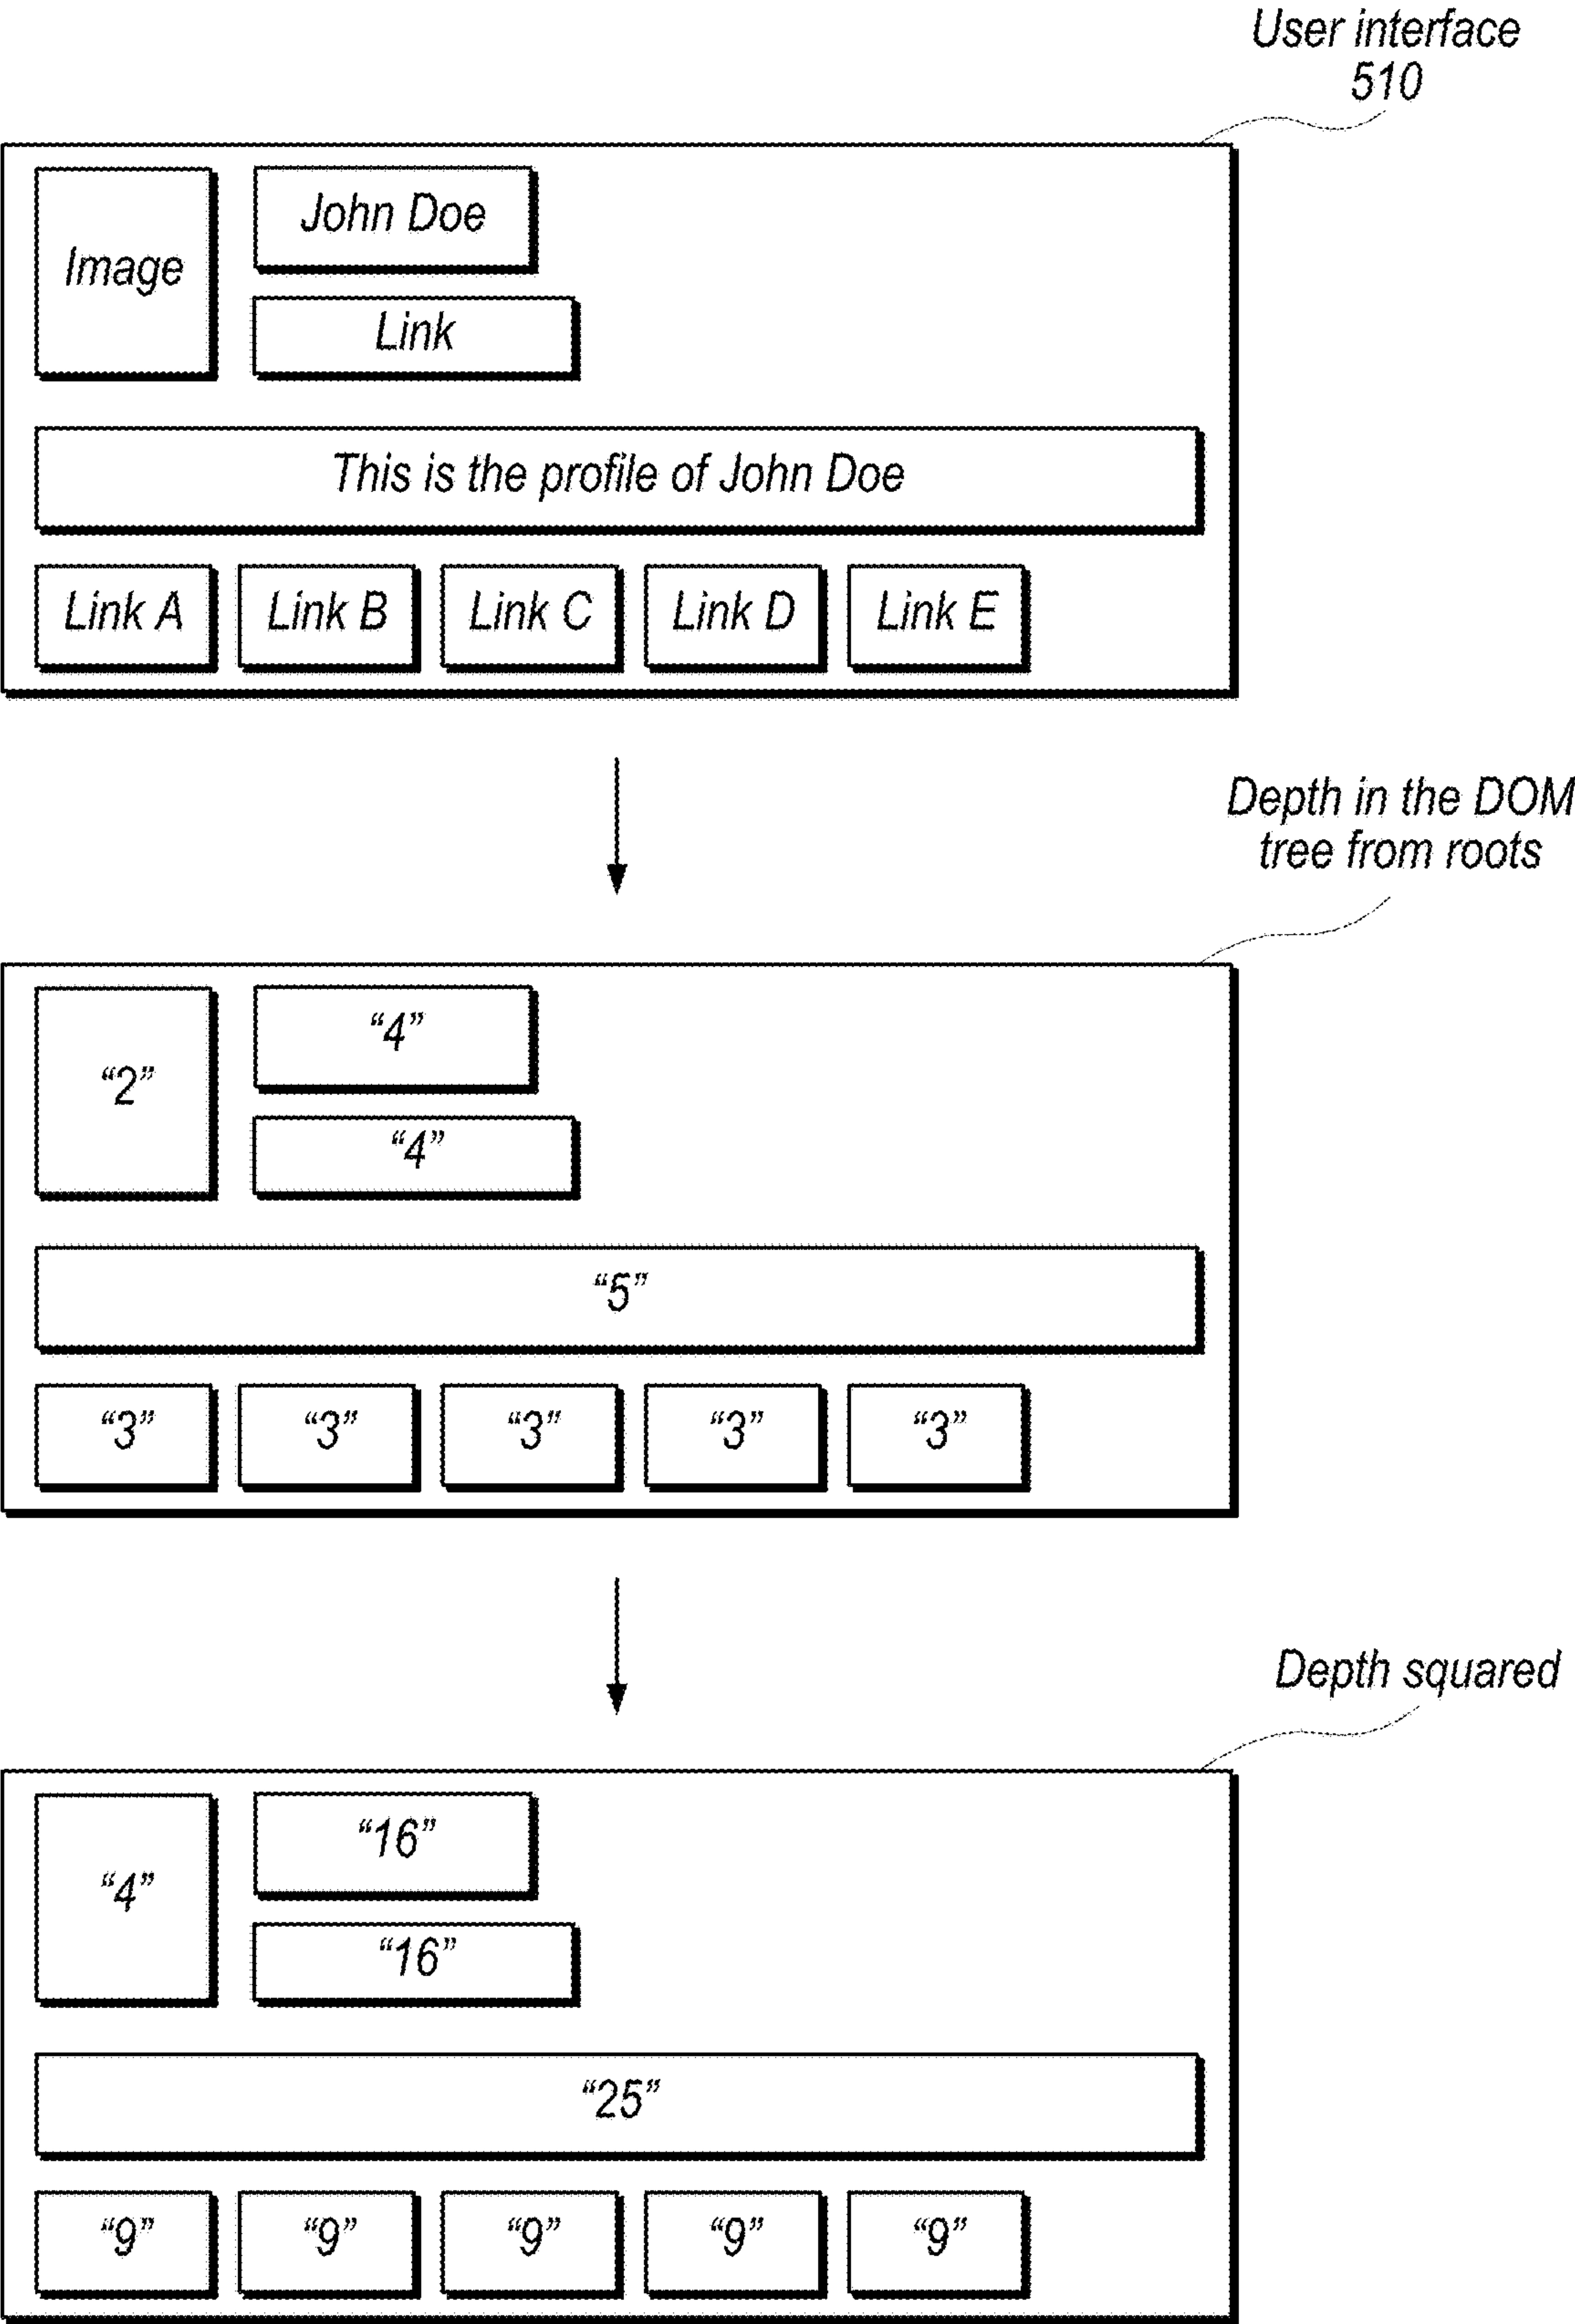 User interface
510
Image
John Doe
Link
This is the profile of John Doe
Link A Link B Link C Link D Link E
Depth in the DOM
tree from roots
“2”
“4”
“4”
“5”
“3” “3” “3” “3” “3”
Depth squared
“4”
“16”
“16”
“25”
“9” “9” “9” “9” “9”